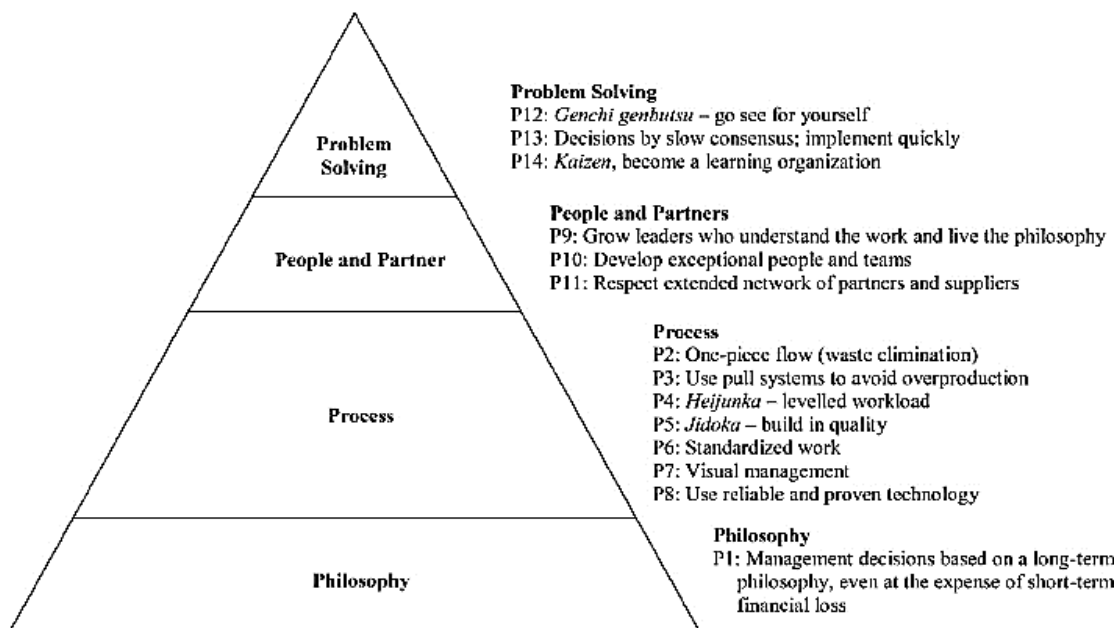 Problem Solving
P12: Genchi genbutsu – go see for yourself
P13: Decisions by slow consensus; implement quickly
P14: Kaizen, become a learning organization
Problem
Solving
People and Partners
P9: Grow leaders who understand the work and live the philosophy
P10: Develop exceptional people and teams
P11: Respect extended network of partners and suppliers
People and Partner
Process
P2: One-piece flow (waste elimination)
P3: Use pull systems to avoid overproduction
P4: Heijunka – levelled workload
P5: Jidoka – build in quality
P6: Standardized work
P7: Visual management
P8: Use reliable and proven technology
Process
Philosophy
P1: Management decisions based on a long-term
philosophy, even at the expense of short-term
financial loss
Philosophy